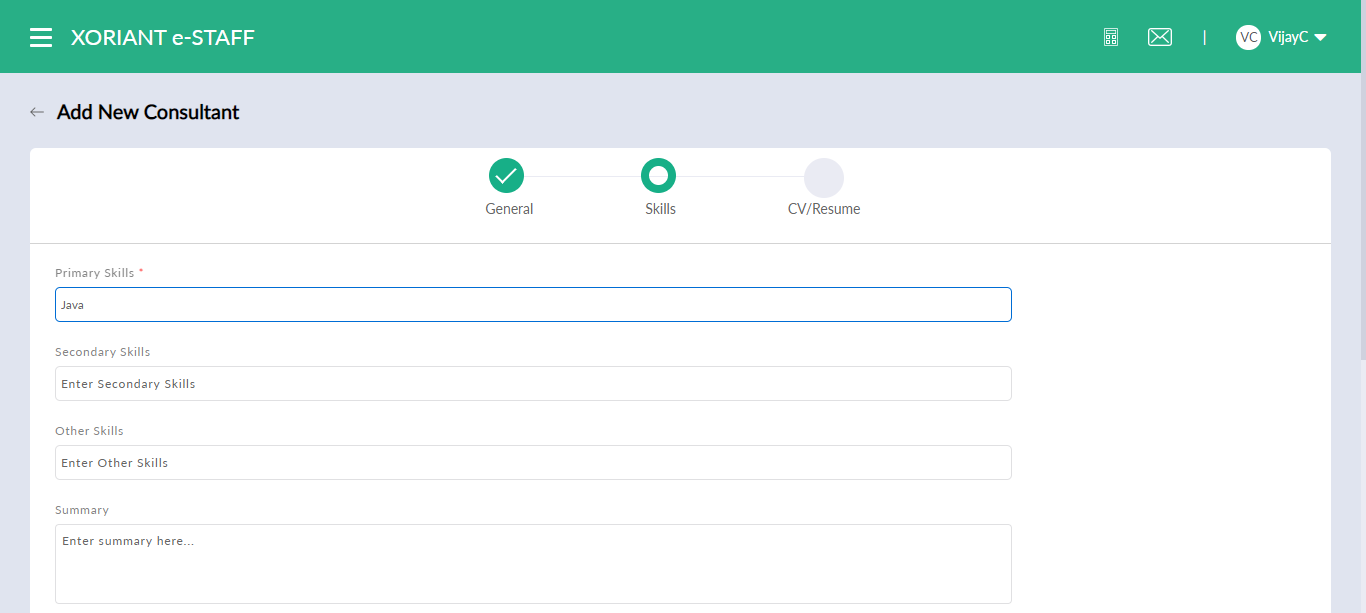 XORIANT e-STAFF
|
VC VijayC
← Add New Consultant
General Skills CV/Resume
Primary Skills *
Java
Secondary Skills
Enter Secondary Skills
Other Skills
Enter Other Skills
Summary
Enter summary here...